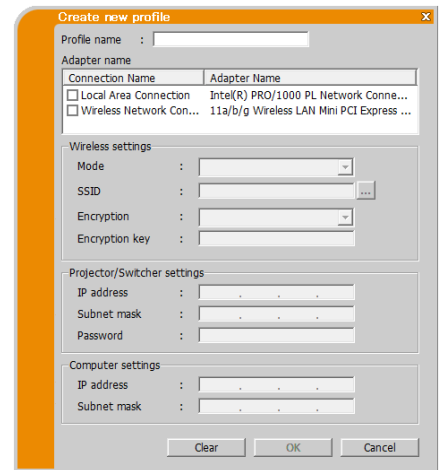 Create new profile x
Profile name :
Adapter name
Connection Name Adapter Name
Local Area Connection Intel(R) PRO/1000 PL Network Conne...
Wireless Network Con... 11a/b/g Wireless LAN Mini PCI Express ...
Wireless settings
Mode :
SSID : ...
Encryption :
Encryption key :
Projector/Switcher settings
IP address : . . .
Subnet mask : . . .
Password :
Computer settings
IP address : . . .
Subnet mask : . . .
Clear OK Cancel